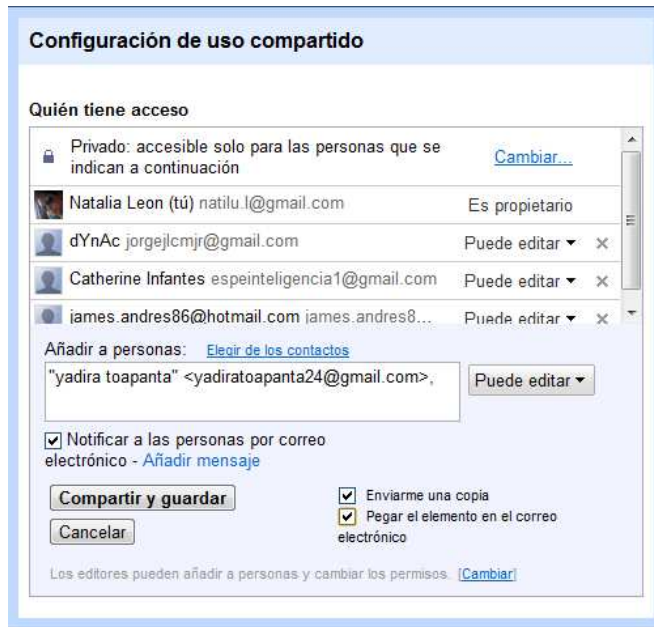 Configuración de uso compartido
Quién tiene acceso
Privado: accesible solo para las personas que se
indican a continuación
Cambiar...
Natalia Leon (tú) natilu.l@gmail.com Es propietario
dYnAc jorgejlcmjr@gmail.com Puede editar
Catherine Infantes espeinteligencia1@gmail.com Puede editar
james.andres86@hotmail.com james.andres8... Puede editar
Añadir a personas: Elegir de los contactos
"yadira toapanta" <yadiratoapanta24@gmail.com>, Puede editar
Notificar a las personas por correo
electrónico - Añadir mensaje
Compartir y guardar
Cancelar
Enviarme una copia
Pegar el elemento en el correo
electrónico
Los editores pueden añadir a personas y cambiar los permisos. [Cambiar]